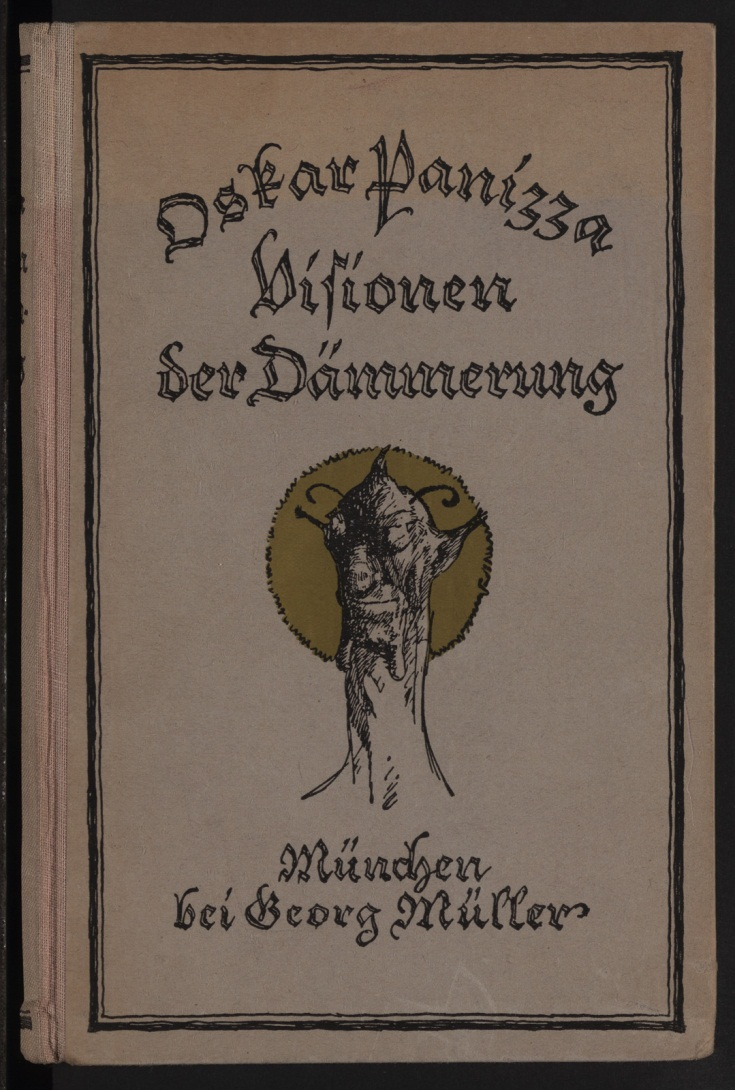 Oskar Panizza
Visionen
der Dämmerung
München
bei Georg Müller